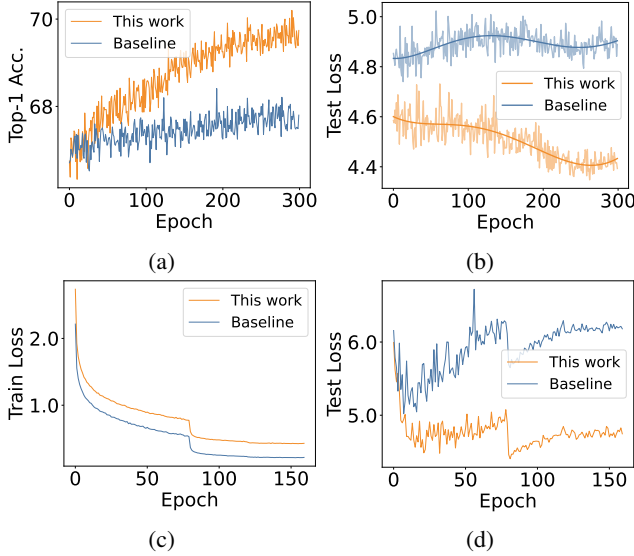 70
68
Top-1 Acc.
This work
Baseline
0 100 200 300
Epoch
(a)
5.0
4.8
4.6
4.4
Test Loss
This work
Baseline
0 100 200 300
Epoch
(b)
2.0
1.0
Train Loss
This work
Baseline
0 50 100 150
Epoch
(c)
6.0
5.0
Test Loss
This work
Baseline
0 50 100 150
Epoch
(d)